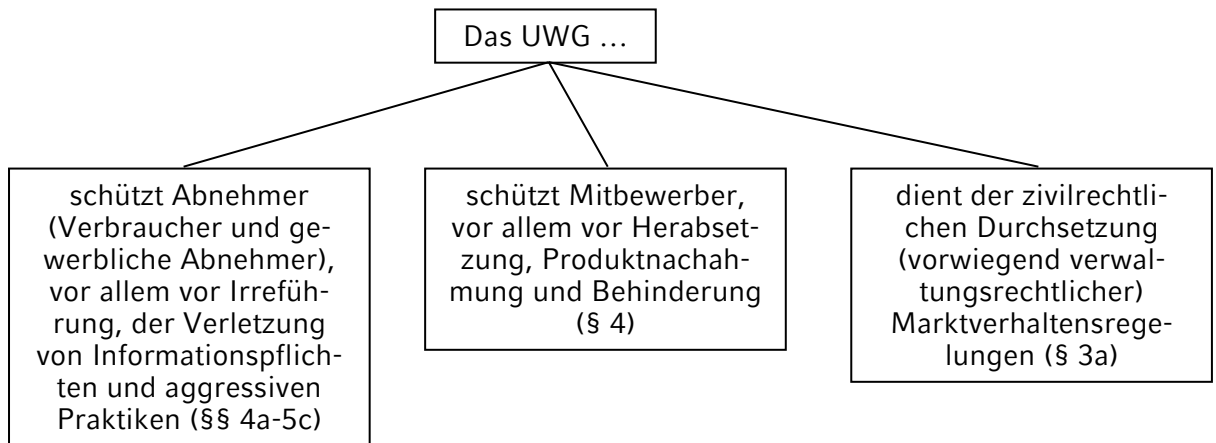 Das UWG …
schützt Abnehmer
(Verbraucher und ge-
werbliche Abnehmer),
vor allem vor Irrefüh-
rung, der Verletzung
von Informationspflich-
ten und aggressiven
Praktiken (§§ 4a-5c)
schützt Mitbewerber,
vor allem vor Herabset-
zung, Produktnachah-
mung und Behinderung
(§ 4)
dient der zivilrechtli-
chen Durchsetzung
(vorwiegend verwal-
tungsrechtlicher)
Marktverhaltensrege-
lungen (§ 3a)